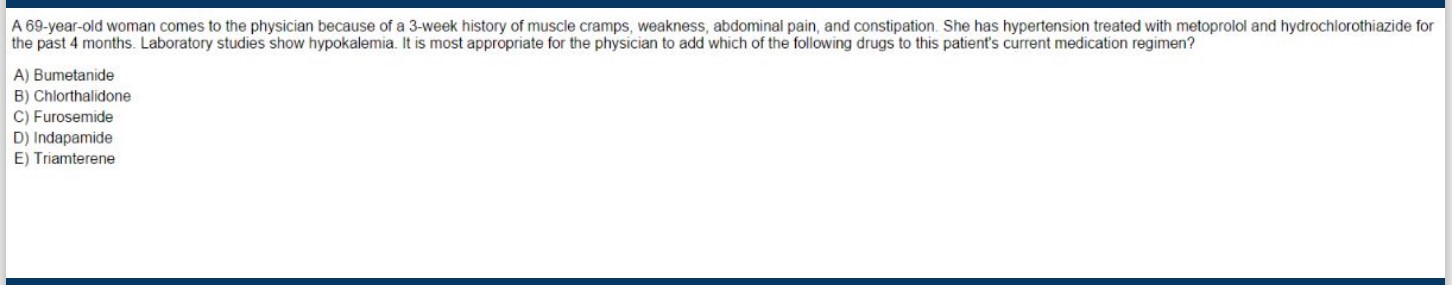 A 69-year-old woman comes to the physician because of a 3-week history of muscle cramps, weakness, abdominal pain, and constipation. She has hypertension treated with metoprolol and hydrochlorothiazide for
the past 4 months. Laboratory studies show hypokalemia. It is most appropriate for the physician to add which of the following drugs to this patient's current medication regimen?
A) Bumetanide
B) Chlorthalidone
C) Furosemide
D) Indapamide
E) Triamterene